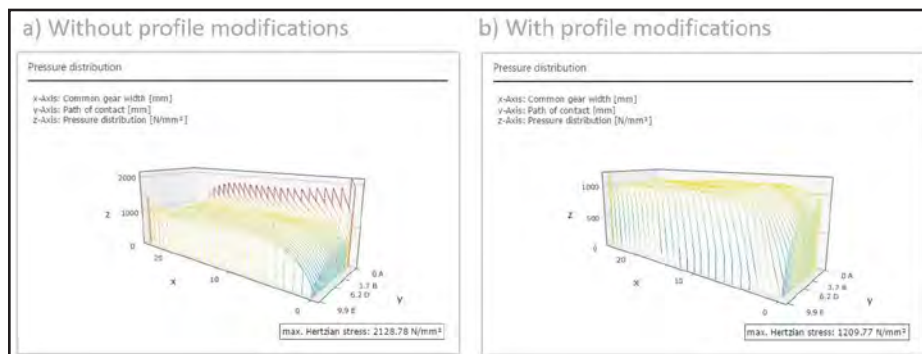 a) Without profile modifications
Pressure distribution
x-Axis: Common gear width [mm]
y-Axis: Path of contact [mm]
z-Axis: Pressure distribution [N/mm²]
2000
1000
0
z
20
10
0
x
0 A
3.7 B
6.2 D
9.9 E
y
max. Hertzian stress: 2128.78 N/mm²
b) With profile modifications
Pressure distribution
x-Axis: Common gear width [mm]
y-Axis: Path of contact [mm]
z-Axis: Pressure distribution [N/mm²]
1000
500
0
z
20
10
0
x
0 A
3.7 B
6.2 D
9.9 E
y
max. Hertzian stress: 1209.77 N/mm²